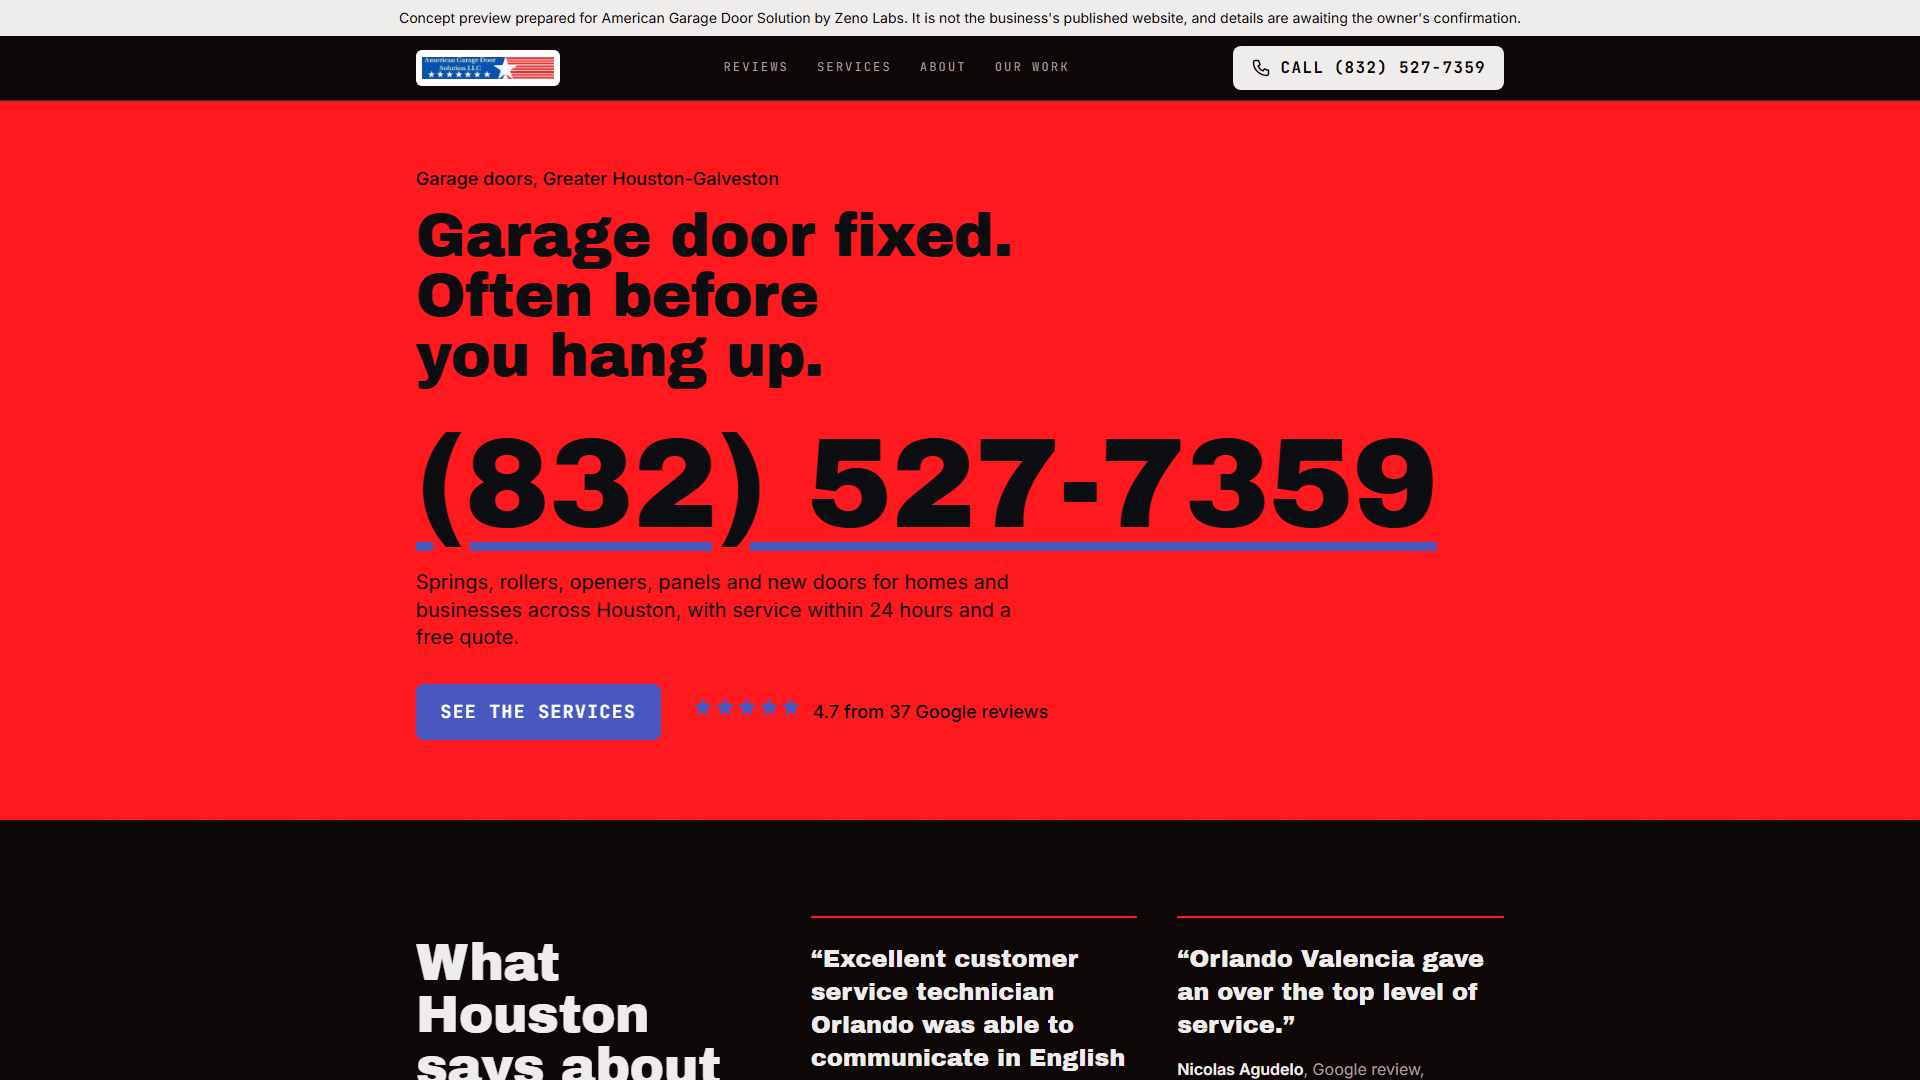 Concept preview prepared for American Garage Door Solution by Zeno Labs. It is not the business's published website, and details are awaiting the owner's confirmation.
American Garage Door
Solution LLC
REVIEWS
SERVICES
ABOUT
OUR WORK
CALL (832) 527-7359
Garage doors, Greater Houston-Galveston
Garage door fixed.
Often before
you hang up.
(832) 527-7359
Springs, rollers, openers, panels and new doors for homes and
businesses across Houston, with service within 24 hours and a
free quote.
SEE THE SERVICES
4.7 from 37 Google reviews
What
Houston
says about
“Excellent customer
service technician
Orlando was able to
communicate in English
“Orlando Valencia gave
an over the top level of
service.”
Nicolas Agudelo, Google review,